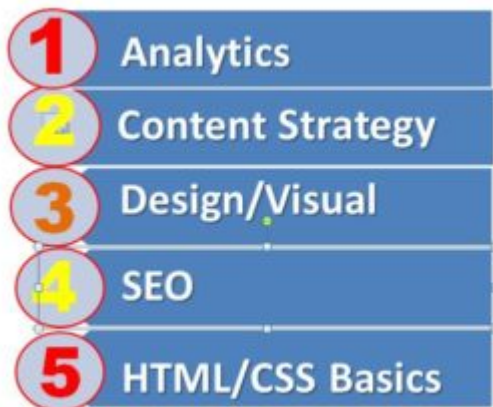 1 Analytics
2 Content Strategy
3 Design/Visual
4 SEO
5 HTML/CSS Basics